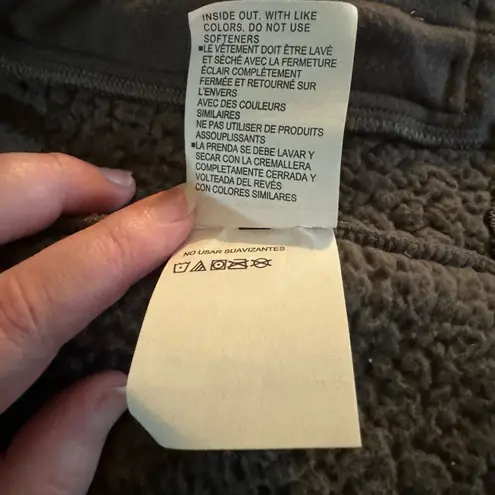 INSIDE OUT. WITH LIKE
COLORS. DO NOT USE
SOFTENERS
▪LE VÊTEMENT DOIT ÊTRE LAVÉ
ET SÉCHÉ AVEC LA FERMETURE
ÉCLAIR COMPLÈTEMENT
FERMÉE ET RETOURNÉ SUR
L'ENVERS
AVEC DES COULEURS
SIMILAIRES
NE PAS UTILISER DE PRODUITS
ASSOUPLISSANTS
▪LA PRENDA SE DEBE LAVAR Y
SECAR CON LA CREMALLERA
COMPLETAMENTE CERRADA Y
VOLTEADA DEL REVÉS
CON COLORES SIMILARES
NO USAR SUAVIZANTES